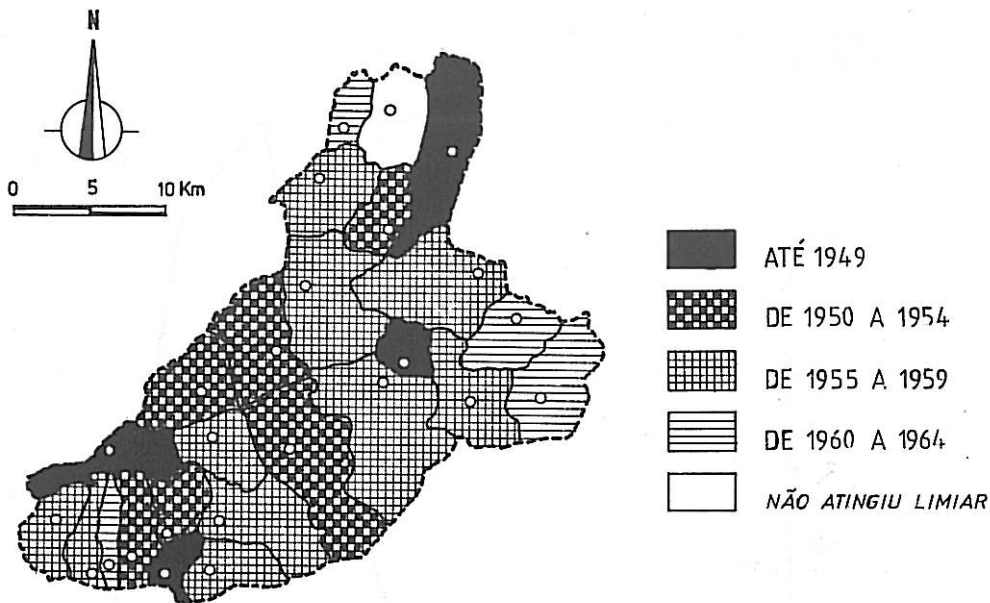 N
0 5 10 Km
ATÉ 1949
DE 1950 A 1954
DE 1955 A 1959
DE 1960 A 1964
NÃO ATINGIU LIMIAR